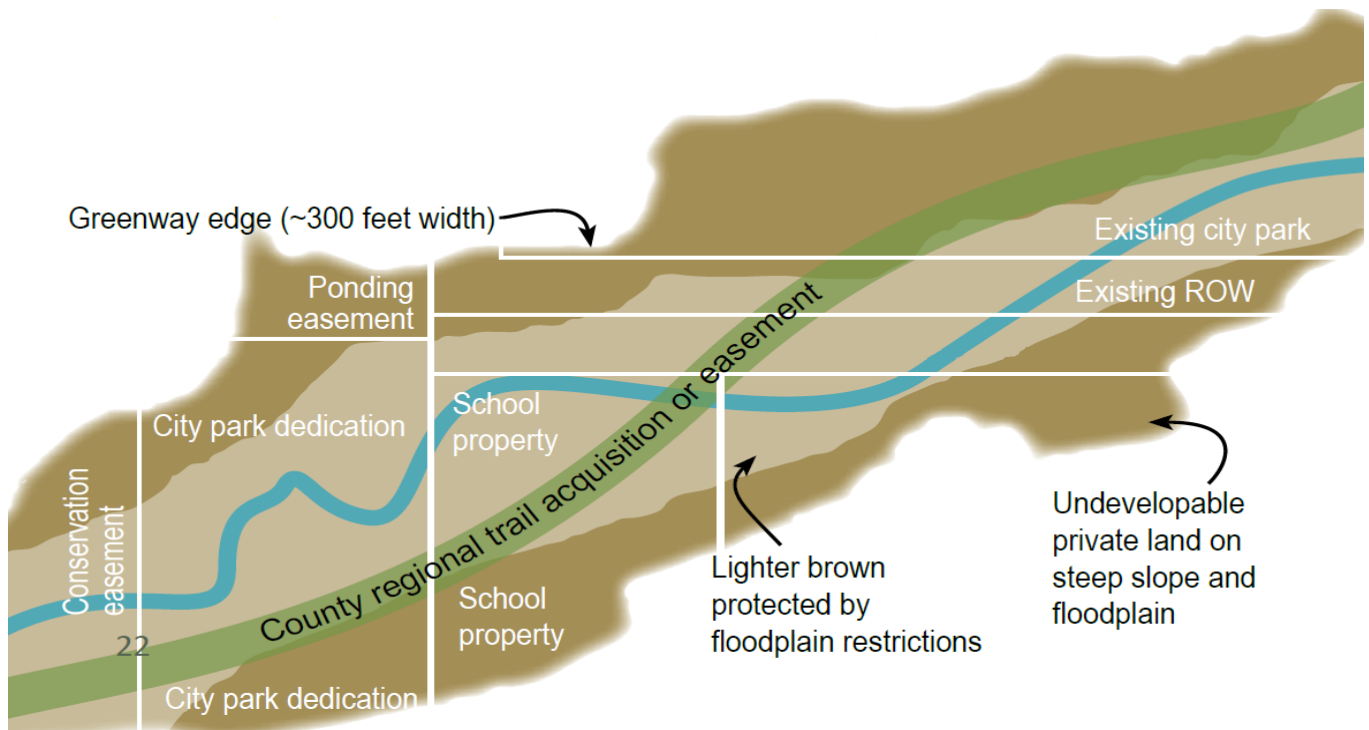 Greenway edge (~300 feet width)
Existing city park
Ponding
easement
Existing ROW
City park dedication
School
property
County regional trail acquisition or easement
Conservation
easement
Undevelopable
private land on
steep slope and
floodplain
Lighter brown
protected by
floodplain restrictions
School
property
22
City park dedication